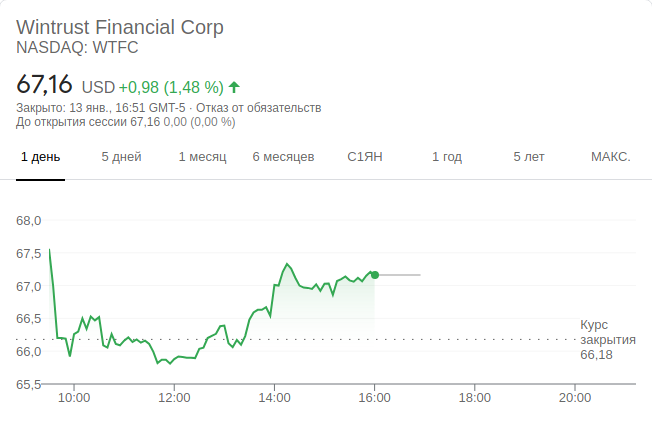 Wintrust Financial Corp
NASDAQ: WTFC
67,16 USD +0,98 (1,48 %)
Закрыто: 13 янв., 16:51 GMT-5 · Отказ от обязательств
До открытия сессии 67,16 0,00 (0,00 %)
1 день 5 дней 1 месяц 6 месяцев С1ЯН 1 год 5 лет МАКС.
68,0
67,5
67,0
66,5
66,0
65,5
Курс
закрытия
66,18
10:00 12:00 14:00 16:00 18:00 20:00